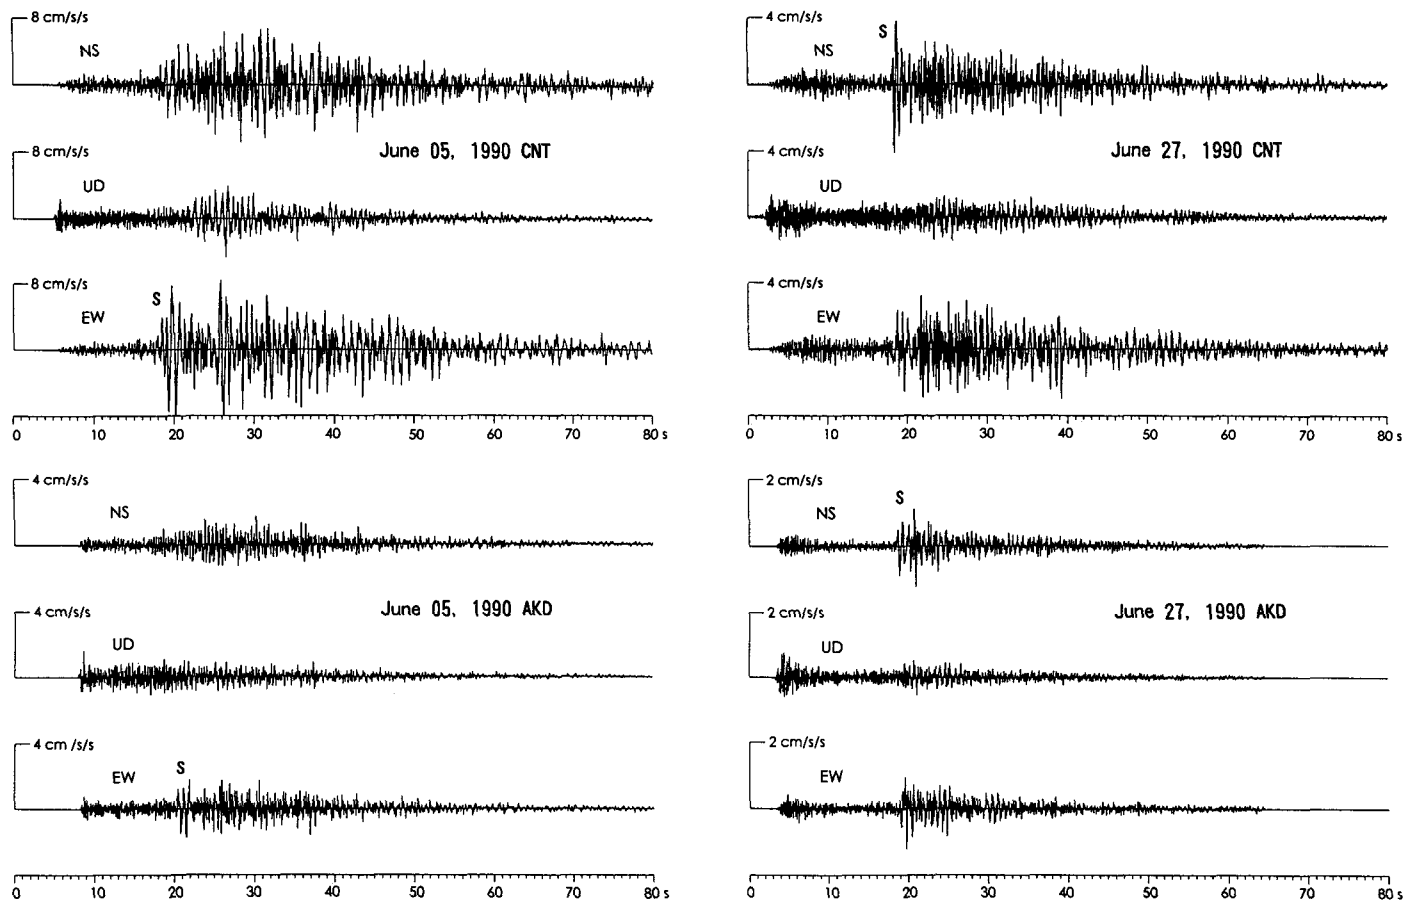 8 cm/s/s
NS
8 cm/s/s
June 05, 1990 CNT
UD
8 cm/s/s
S
EW
0 10 20 30 40 50 60 70 80 s
4 cm/s/s
S
NS
4 cm/s/s
June 27, 1990 CNT
UD
4 cm/s/s
EW
0 10 20 30 40 50 60 70 80 s
4 cm/s/s
NS
4 cm/s/s
June 05, 1990 AKD
UD
4 cm /s/s
S
EW
0 10 20 30 40 50 60 70 80 s
2 cm/s/s
S
NS
2 cm/s/s
June 27, 1990 AKD
UD
2 cm/s/s
EW
0 10 20 30 40 50 60 70 80 s